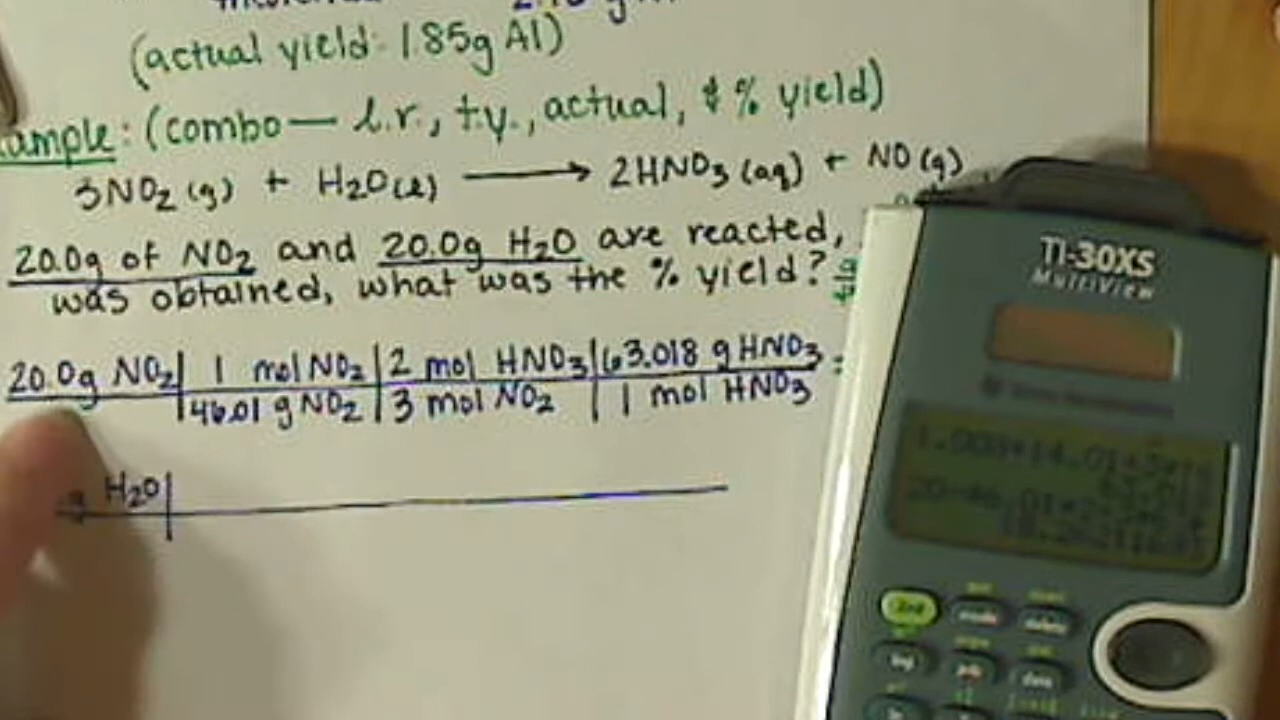 (actual yield: 1.85g Al)
ample: (combo — l.r., t.y., actual, & % yield)
3NO₂(g) + H₂O(l) → 2HNO₃(aq) + NO(g)
20.0g of NO₂ and 20.0g H₂O are reacted,
was obtained, what was the % yield?
20.0g NO₂ | 1 mol NO₂ | 2 mol HNO₃ | 63.018 g HNO₃ =
46.01 g NO₂ | 3 mol NO₂ | 1 mol HNO₃
g H₂O
TI-30XS
MultiView